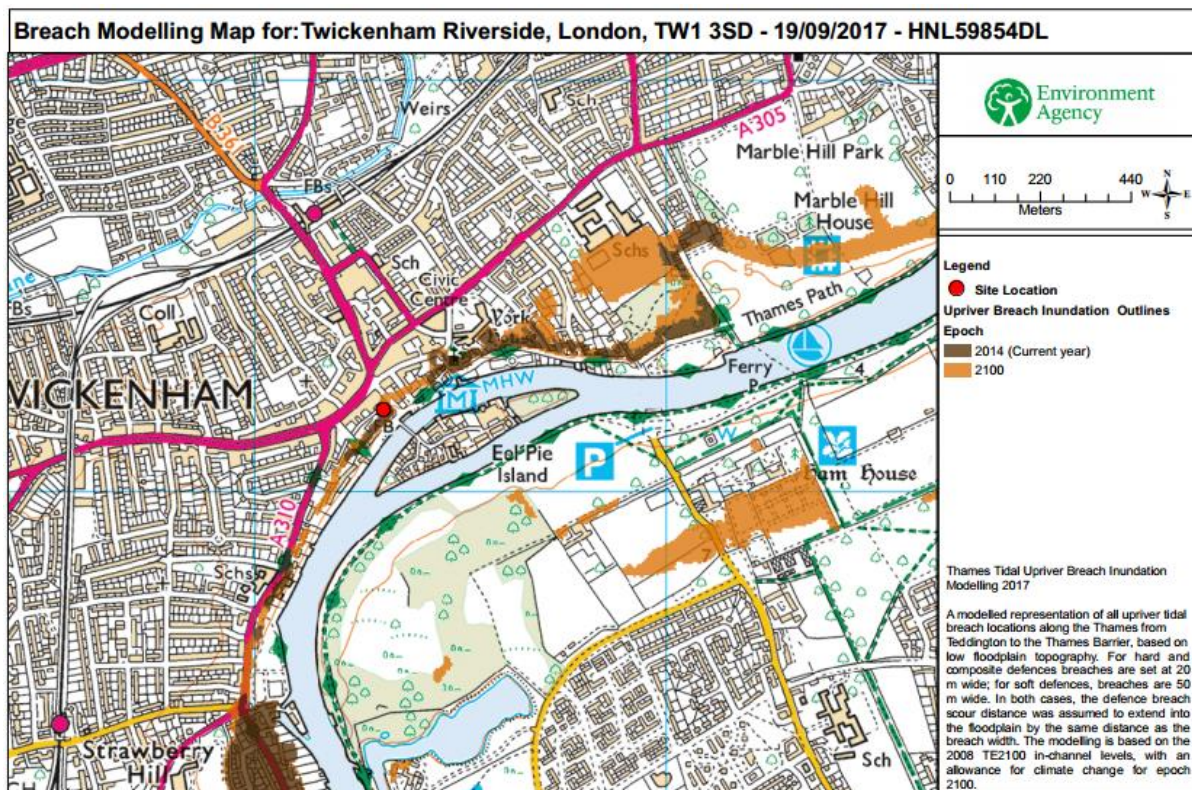 Breach Modelling Map for: Twickenham Riverside, London, TW1 3SD - 19/09/2017 - HNL59854DL
Environment
Agency
0 110 220 440
Meters
N
W E
S
Legend
Site Location
Upriver Breach Inundation Outlines
Epoch
2014 (Current year)
2100
Thames Tidal Upriver Breach Inundation
Modelling 2017
A modelled representation of all upriver tidal
breach locations along the Thames from
Teddington to the Thames Barrier, based on
low floodplain topography. For hard and
composite defences breaches are set at 20
m wide; for soft defences, breaches are 50
m wide. In both cases, the defence breach
scour distance was assumed to extend into
the floodplain by the same distance as the
breach width. The modelling is based on the
2008 TE2100 in-channel levels, with an
allowance for climate change for epoch
2100.
Weirs
Sch
A305
B361
Marble Hill Park
FBs
Marble Hill
House
Schs
Sch
5
Civic
Centre
ne
Bs
Coll
York
Thames Path
WICKENHAM
MHW
Ferry
P
4
FB
M
Eel Pie
Island
P
W
Ham House
A310
7
Schs
Strawberry
Hill
Sch